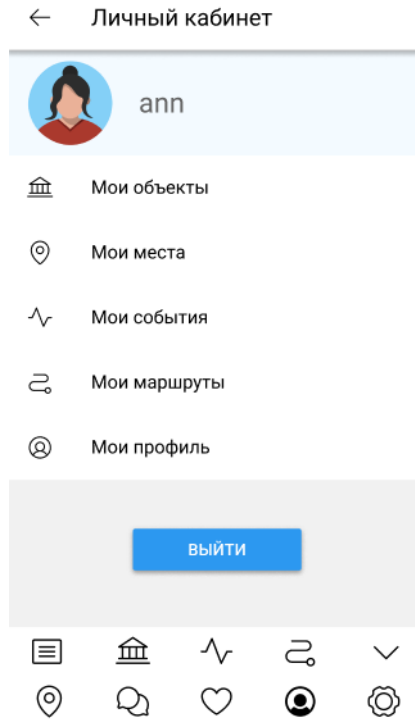 Личный кабинет
ann
Мои объекты
Мои места
Мои события
Мои маршруты
Мои профиль
ВЫЙТИ